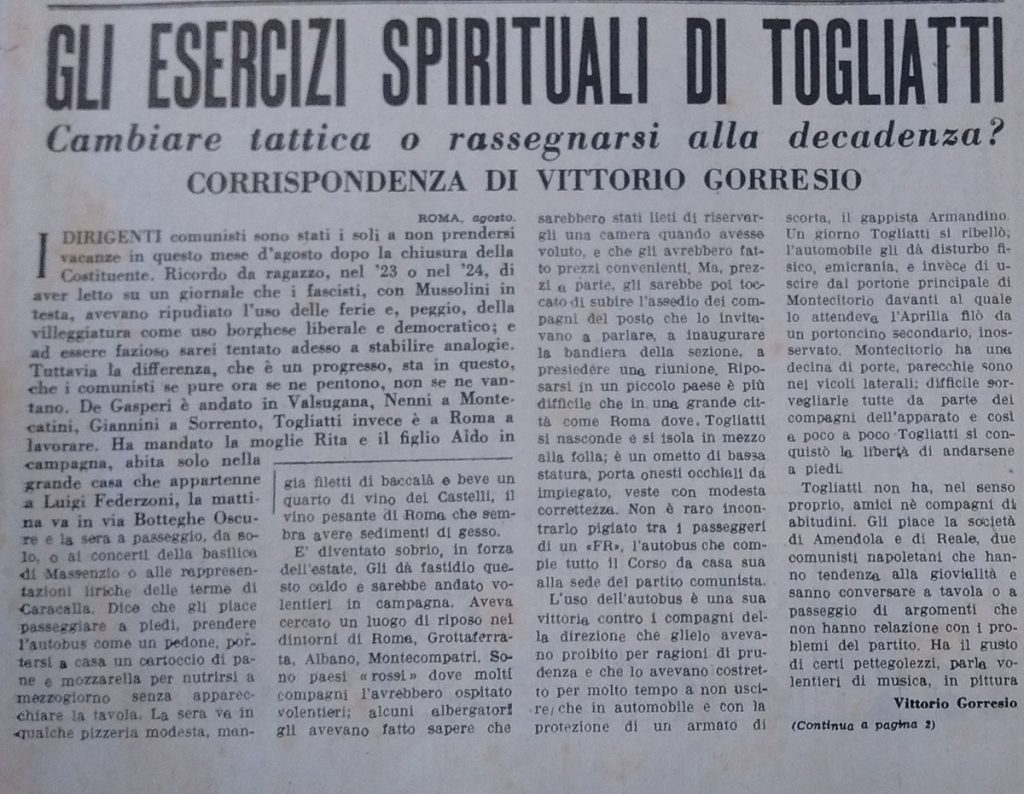 GLI ESERCIZI SPIRITUALI DI TOGLIATTI
Cambiare tattica o rassegnarsi alla decadenza?
CORRISPONDENZA DI VITTORIO GORRESIO
ROMA, agosto.
I DIRIGENTI comunisti sono stati i soli a non prendersi
vacanze in questo mese d'agosto dopo la chiusura della
Costituente. Ricordo da ragazzo, nel '23 o nel '24, di
aver letto su un giornale che i fascisti, con Mussolini in
testa, avevano ripudiato l'uso delle ferie e, peggio, della
villeggiatura come uso borghese liberale e democratico; e
ad essere fazioso sarei tentato adesso a stabilire analogie.
Tuttavia la differenza, che è un progresso, sta in questo,
che i comunisti se pure ora se ne pentono, non se ne van-
tano. De Gasperi è andato in Valsugana, Nenni a Monte-
catini, Giannini a Sorrento, Togliatti invece è a Roma a
lavorare. Ha mandato la moglie Rita e il figlio Aldo in
campagna, abita solo nella
grande casa che appartenne
a Luigi Federzoni, la matti-
na va in via Botteghe Oscu-
re e la sera a passeggio, da so-
lo, o ai concerti della basilica
di Massenzio o alle rappresen-
tazioni liriche delle terme di
Caracalla. Dice che gli piace
passeggiare a piedi, prendere
l'autobus come un pedone, por-
tarsi a casa un cartoccio di pa-
ne e mozzarella per nutrirsi a
mezzogiorno senza apparec-
chiare la tavola. La sera va in
qualche pizzeria modesta, man-
gia filetti di baccalà e beve un
quarto di vino dei Castelli, il
vino pesante di Roma che sem-
bra avere sedimenti di gesso.
E' diventato sobrio, in forza
dell'estate. Gli dà fastidio que-
sto caldo e sarebbe andato vo-
lentieri in campagna. Aveva
cercato un luogo di riposo nei
dintorni di Roma, Grottaferra-
ta, Albano, Montecompatri. So-
no paesi «rossi» dove molti
compagni l'avrebbero ospitato
volentieri; alcuni albergatori
gli avevano fatto sapere che
sarebbero stati lieti di riservar-
gli una camera quando avesse
voluto, e che gli avrebbero fat-
to prezzi convenienti. Ma, prez-
zi a parte, gli sarebbe poi toc-
cato di subire l'assedio dei com-
pagni del posto che lo invita-
vano a parlare, a inaugurare
la bandiera della sezione, a
presiedere una riunione. Ripo-
sarsi in un piccolo paese è più
difficile che in una grande cit-
tà come Roma dove. Togliatti
si nasconde e si isola in mezzo
alla folla; è un ometto di bassa
statura, porta onesti occhiali da
impiegato, veste con modesta
correttezza. Non è raro incon-
trarlo pigiato tra i passeggeri
di un «FR», l'autobus che com-
pie tutto il Corso da casa sua
alla sede del partito comunista.
L'uso dell'autobus è una sua
vittoria contro i compagni del-
la direzione che glielo aveva-
no proibito per ragioni di pru-
denza e che lo avevano costret-
to per molto tempo a non usci-
re che in automobile e con la
protezione di un armato di
scorta, il gappista Armandino.
Un giorno Togliatti si ribellò;
l'automobile gli dà disturbo fi-
sico, emicrania, e invèce di u-
scire dal portone principale di
Montecitorio davanti al quale
lo attendeva l'Aprilia filò da
un portoncino secondario, inos-
servato. Montecitorio ha una
decina di porte, parecchie sono
nei vicoli laterali; difficile sor-
vegliarle tutte da parte dei
compagni dell'apparato e così
a poco a poco Togliatti si con-
quistò la libertà di andarsene
a piedi.
Togliatti non ha, nel senso
proprio, amici nè compagni di
abitudini. Gli piace la società
di Amendola e di Reale, due
comunisti napoletani che han-
no tendenza alla giovialità e
sanno conversare a tavola o a
passeggio di argomenti che
non hanno relazione con i pro-
blemi del partito. Ha il gusto
di certi pettegolezzi, parla vo-
lentieri di musica, in pittura
Vittorio Gorresio
(Continua a pagina 2)